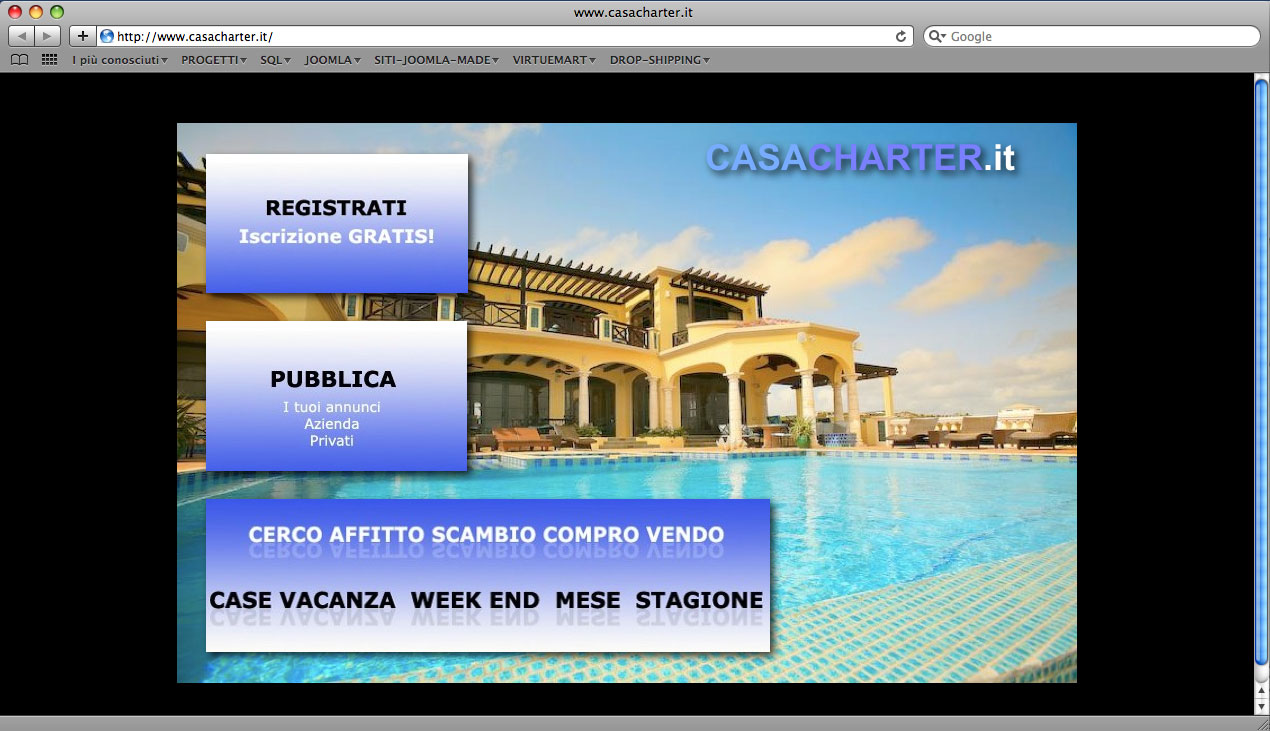 www.casacharter.it
http://www.casacharter.it/
Google
I più conosciuti PROGETTI SQL JOOMLA SITI-JOOMLA-MADE VIRTUEMART DROP-SHIPPING
CASACHARTER.it
REGISTRATI
Iscrizione GRATIS!
PUBBLICA
I tuoi annunci
Azienda
Privati
CERCO AFFITTO SCAMBIO COMPRO VENDO
CASE VACANZA WEEK END MESE STAGIONE